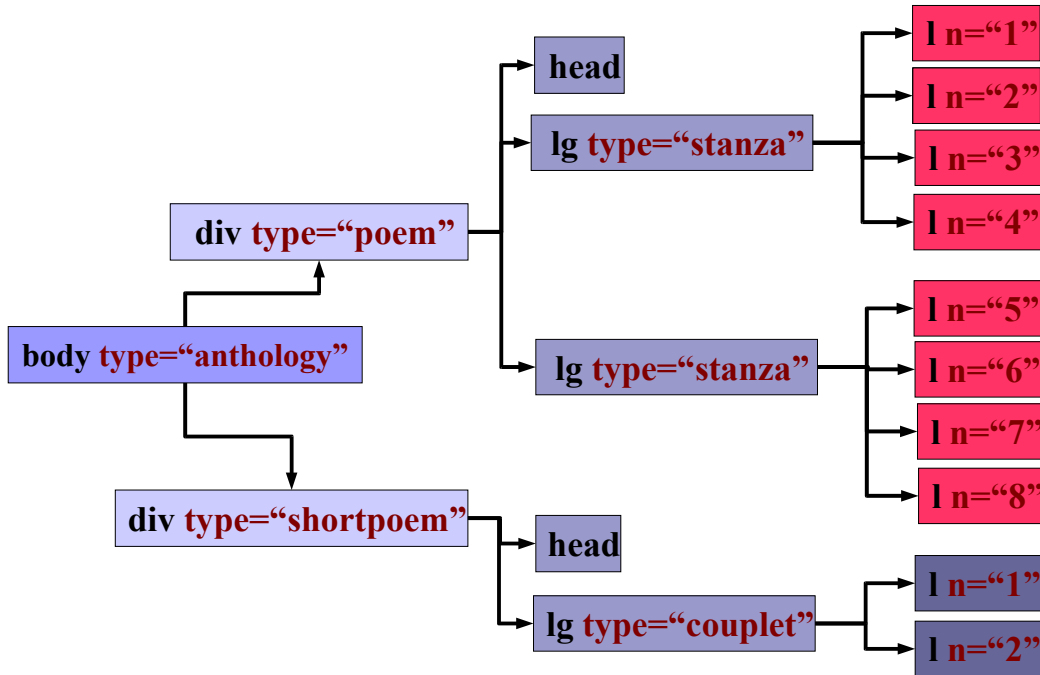 l n=“1”
head
l n=“2”
lg type=“stanza”
l n=“3”
l n=“4”
div type=“poem”
l n=“5”
body type=“anthology”
lg type=“stanza”
l n=“6”
l n=“7”
l n=“8”
div type=“shortpoem”
head
l n=“1”
lg type=“couplet”
l n=“2”